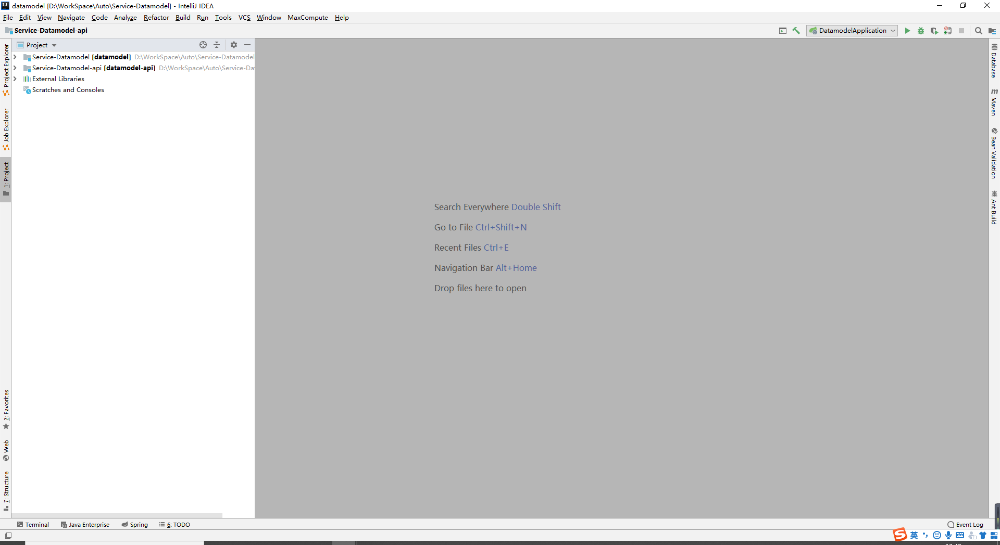 datamodel [D:\WorkSpace\Auto\Service-Datamodel] - IntelliJ IDEA
File Edit View Navigate Code Analyze Refactor Build Run Tools VCS Window MaxCompute Help
Service-Datamodel-api
DatamodelApplication
Project
Service-Datamodel [datamodel] D:\WorkSpace\Auto\Service-Datamodel
Service-Datamodel-api [datamodel-api] D:\WorkSpace\Auto\Service-Da
External Libraries
Scratches and Consoles
Project Explorer
Job Explorer
1: Project
2: Favorites
Web
7: Structure
Search Everywhere Double Shift
Go to File Ctrl+Shift+N
Recent Files Ctrl+E
Navigation Bar Alt+Home
Drop files here to open
Database
Maven
Bean Validation
Ant Build
Terminal Java Enterprise Spring 6: TODO Event Log
英